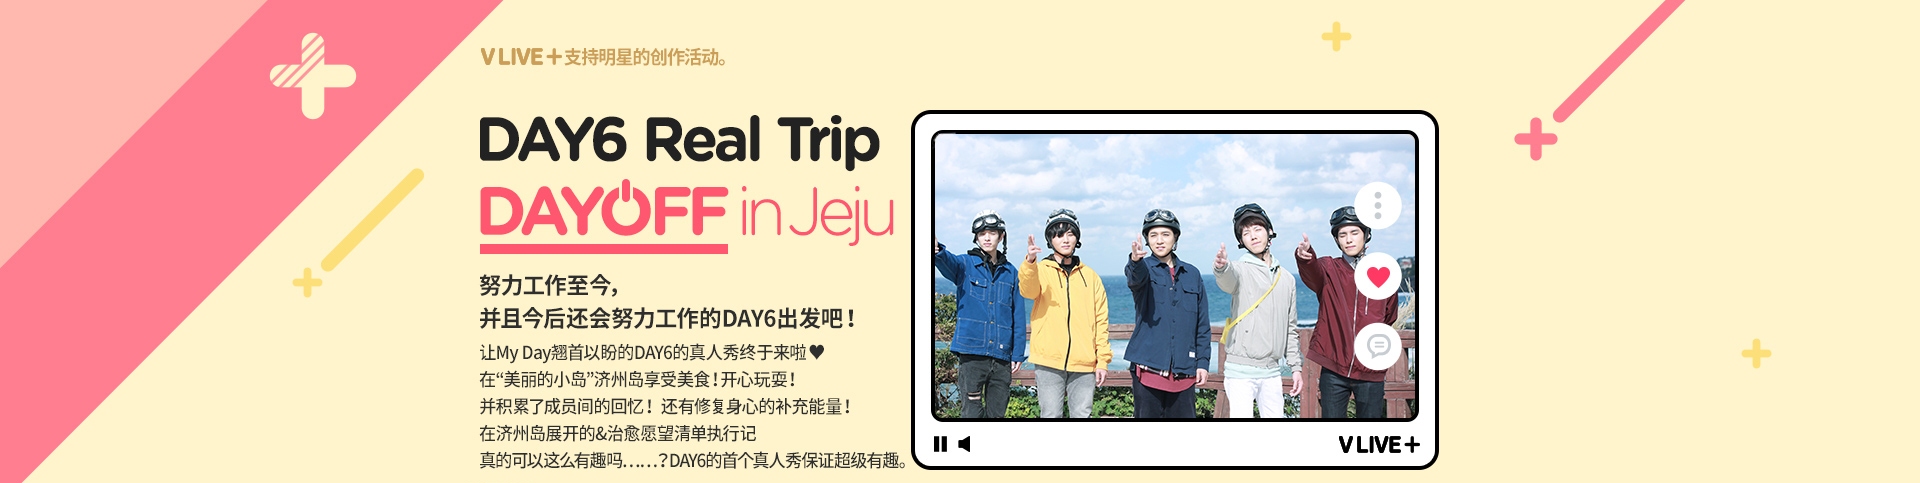 V LIVE+支持明星的创作活动。
DAY6 Real Trip
DAYOFF in Jeju
努力工作至今,
并且今后还会努力工作的DAY6出发吧！
让My Day翘首以盼的DAY6的真人秀终于来啦♥
在“美丽的小岛”济州岛享受美食！开心玩耍！
并积累了成员间的回忆！还有修复身心的补充能量！
在济州岛展开的&治愈愿望清单执行记
真的可以这么有趣吗……？DAY6的首个真人秀保证超级有趣。
V LIVE+